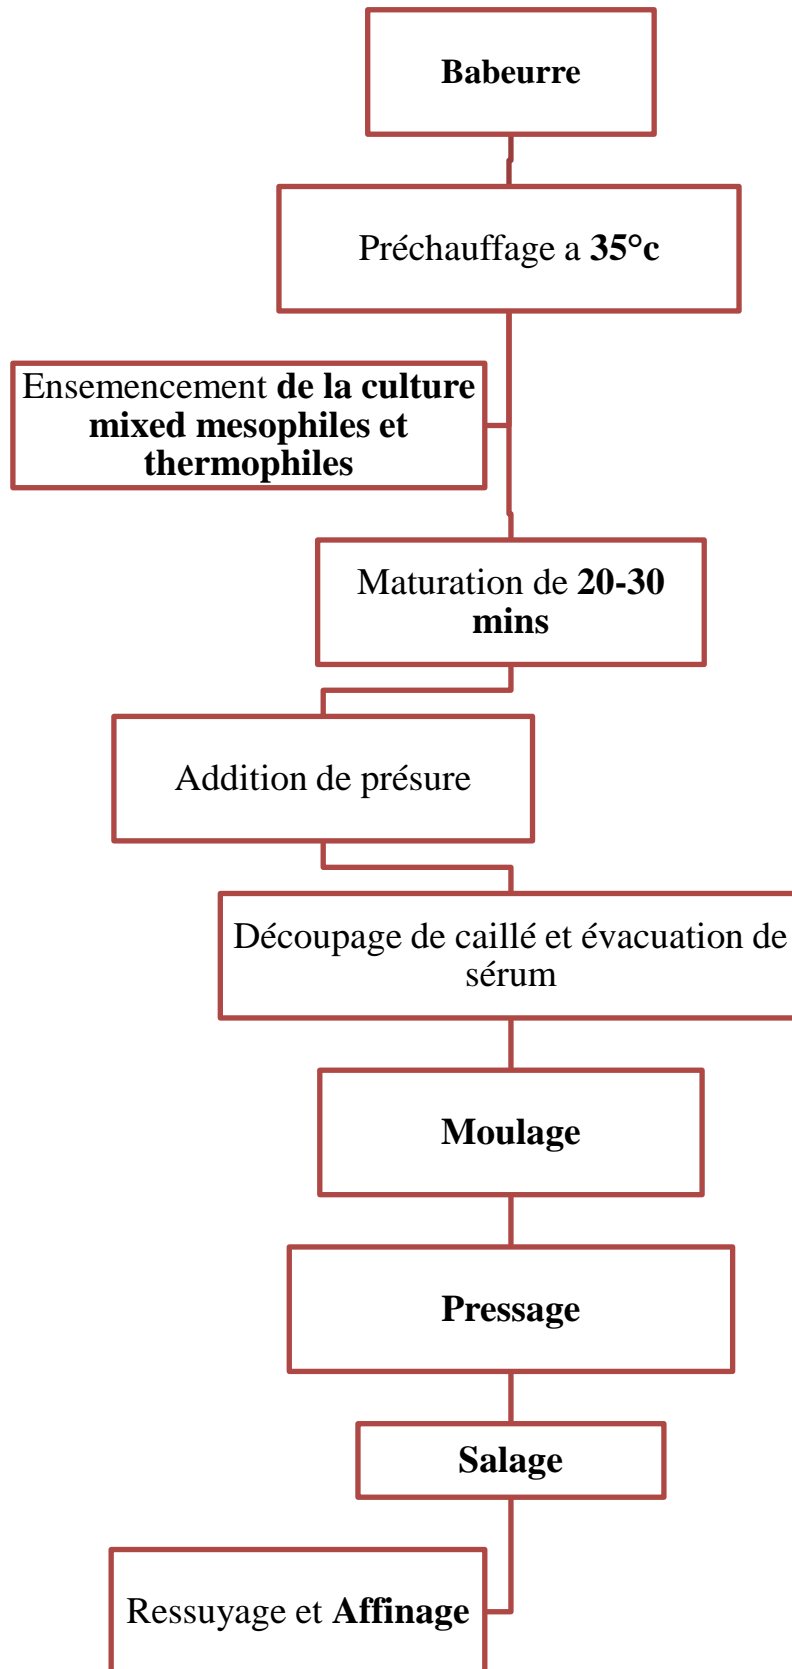 Babeurre
Préchauffage a 35°c
Ensemencement de la culture
mixed mesophiles et
thermophiles
Maturation de 20-30
mins
Addition de présure
Découpage de caillé et évacuation de
sérum
Moulage
Pressage
Salage
Ressuyage et Affinage